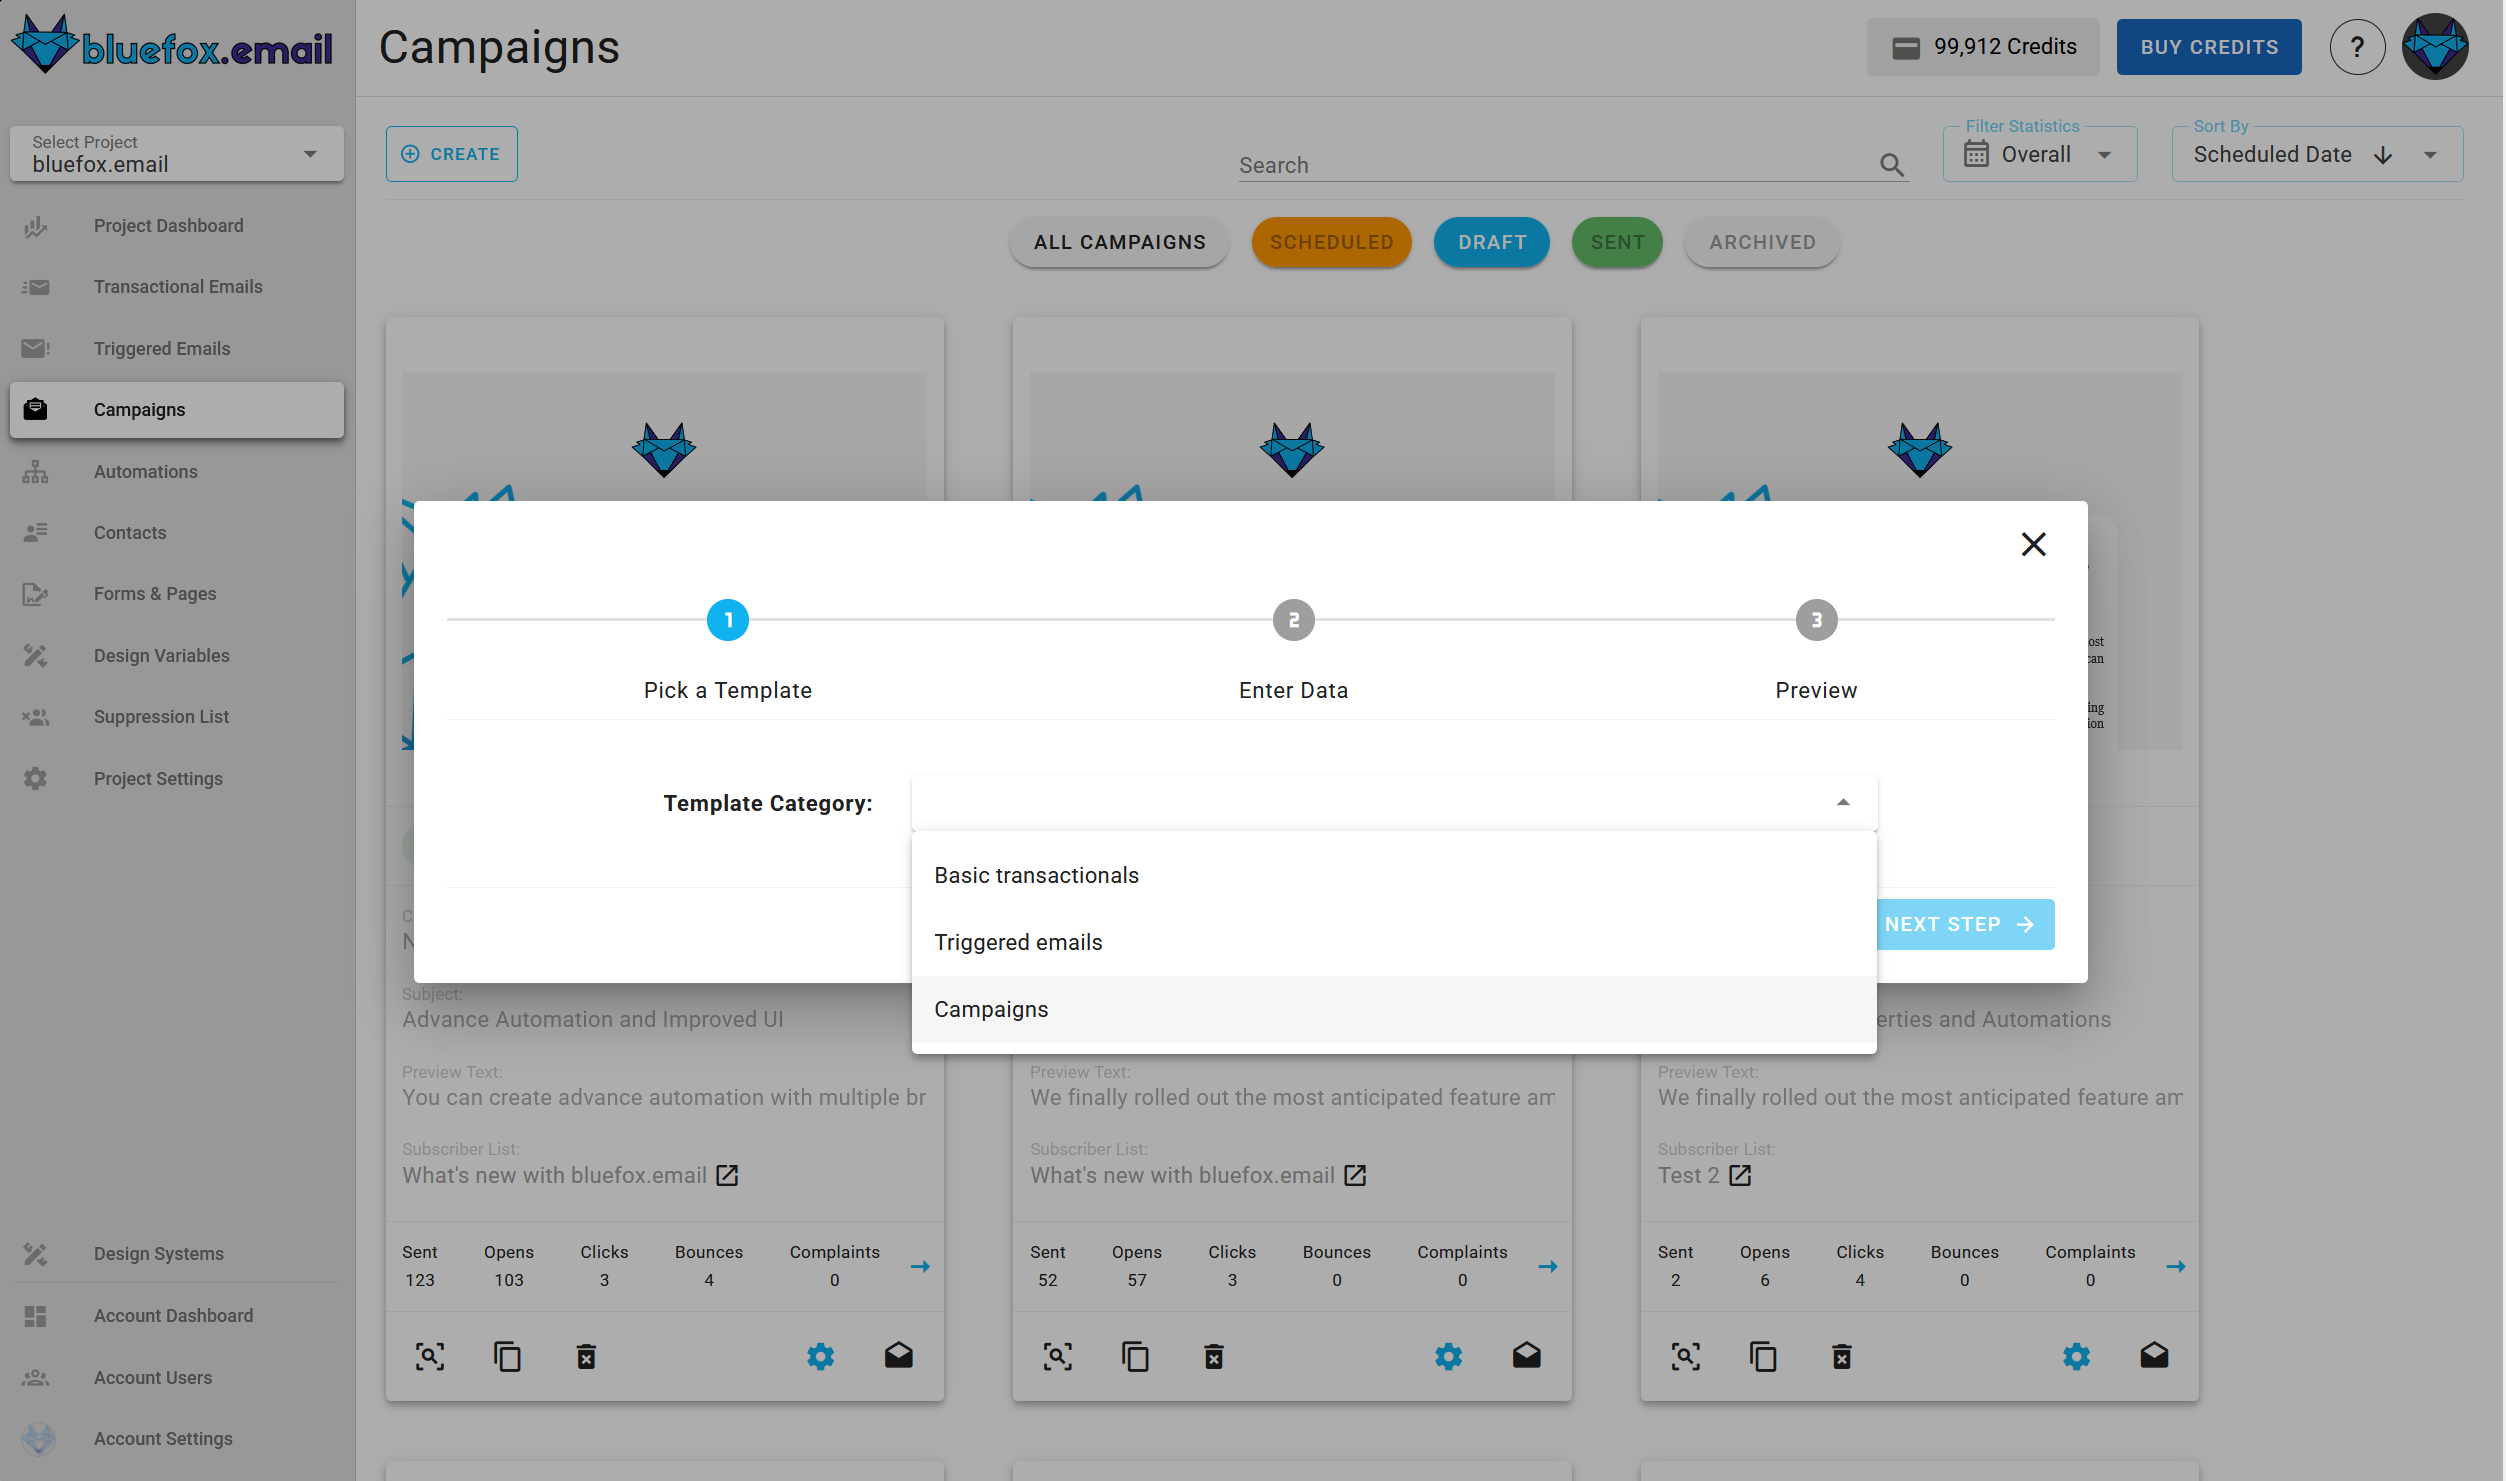 bluefox.email
Campaigns
99,912 Credits
BUY CREDITS
?
Select Project
bluefox.email
Project Dashboard
Transactional Emails
Triggered Emails
Campaigns
Automations
Contacts
Forms & Pages
Design Variables
Suppression List
Project Settings
Design Systems
Account Dashboard
Account Users
Account Settings
CREATE
Search
Filter Statistics
Overall
Sort By
Scheduled Date
ALL CAMPAIGNS
SCHEDULED
DRAFT
SENT
ARCHIVED
1
2
3
Pick a Template
Enter Data
Preview
Template Category:
Basic transactionals
Triggered emails
Campaigns
NEXT STEP
Subject:
Advance Automation and Improved UI
Preview Text:
You can create advance automation with multiple br
Subscriber List:
What's new with bluefox.email
Sent Opens Clicks Bounces Complaints
123 103 3 4 0
Preview Text:
We finally rolled out the most anticipated feature am
Subscriber List:
What's new with bluefox.email
Sent Opens Clicks Bounces Complaints
52 57 3 0 0
ost
can
ing
ion
erties and Automations
Preview Text:
We finally rolled out the most anticipated feature am
Subscriber List:
Test 2
Sent Opens Clicks Bounces Complaints
2 6 4 0 0